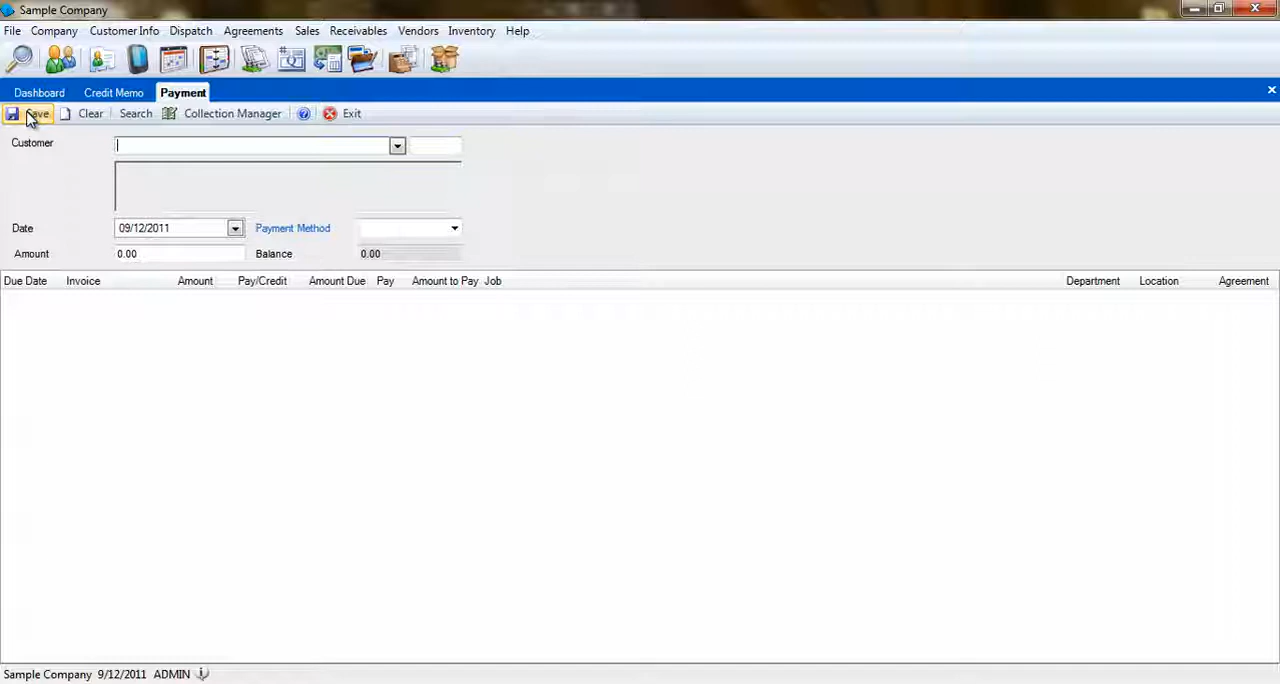 Sample Company
File Company Customer Info Dispatch Agreements Sales Receivables Vendors Inventory Help
Dashboard Credit Memo Payment
Save Clear Search Collection Manager Exit
Customer
Date 09/12/2011 Payment Method
Amount 0.00 Balance 0.00
Due Date Invoice Amount Pay/Credit Amount Due Pay Amount to Pay Job Department Location Agreement
Sample Company 9/12/2011 ADMIN